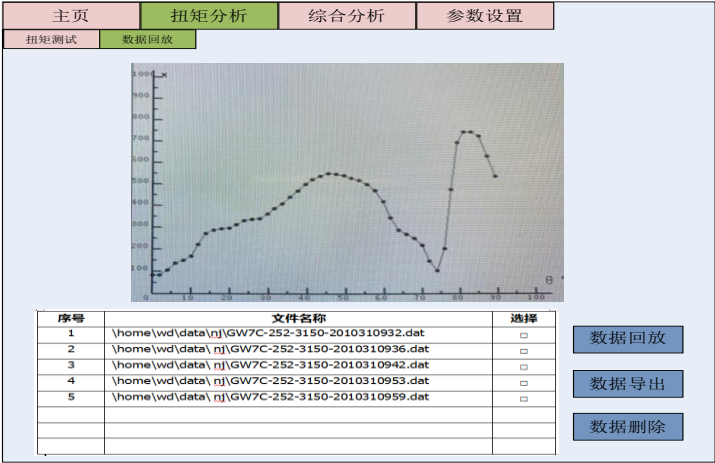 主页 扭矩分析 综合分析 参数设置
扭矩测试 数据回放
1000 x
900
800
700
600
500
400
300
200
100
0 10 20 30 40 50 60 70 80 90 100
θ
序号 文件名称 选择
1 \home\wd\data\nj\GW7C-252-3150-2010310932.dat
2 \home\wd\data\ nj\GW7C-252-3150-2010310936.dat
3 \home\wd\data\ nj\GW7C-252-3150-2010310942.dat
4 \home\wd\data\ nj\GW7C-252-3150-2010310953.dat
5 \home\wd\data\ nj\GW7C-252-3150-2010310959.dat
数据回放
数据导出
数据删除